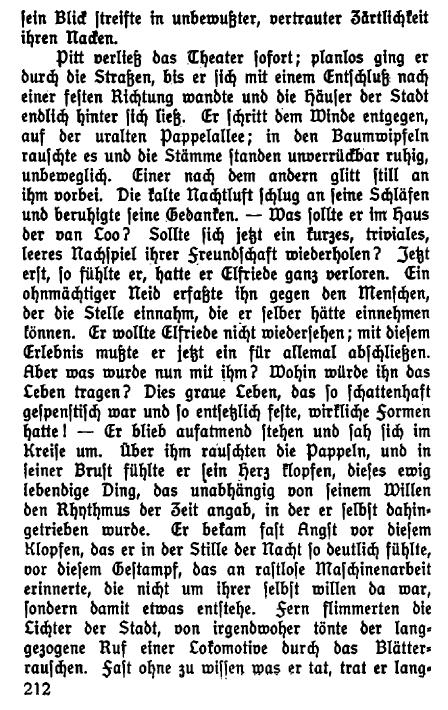 sein Blick streifte in unbewußter, vertrauter Zärtlichkeit
ihren Nacken.
Pitt verließ das Theater sofort; planlos ging er
durch die Straßen, bis er sich mit einem Entschluß nach
einer festen Richtung wandte und die Häuser der Stadt
endlich hinter sich ließ. Er schritt dem Winde entgegen,
auf der uralten Pappelallee; in den Baumwipfeln
rauschte es und die Stämme standen unverrückbar ruhig,
unbeweglich. Einer nach dem andern glitt still an
ihm vorbei. Die kalte Nachtluft schlug an seine Schläfen
und beruhigte seine Gedanken. — Was sollte er im Haus
der van Loo? Sollte sich jetzt ein kurzes, triviales,
leeres Nachspiel ihrer Freundschaft wiederholen? Jetzt
erst, so fühlte er, hatte er Elfriede ganz verloren. Ein
ohnmächtiger Neid erfaßte ihn gegen den Menschen,
der die Stelle einnahm, die er selber hätte einnehmen
können. Er wollte Elfriede nicht wiedersehen; mit diesem
Erlebnis mußte er jetzt ein für allemal abschließen.
Aber was wurde nun mit ihm? Wohin würde ihn das
Leben tragen? Dies graue Leben, das so schattenhaft
gespenstisch war und so entsetzlich feste, wirkliche Formen
hatte! — Er blieb aufatmend stehen und sah sich im
Kreise um. Über ihm rauschten die Pappeln, und in
seiner Brust fühlte er sein Herz klopfen, dieses ewig
lebendige Ding, das unabhängig von seinem Willen
den Rhythmus der Zeit angab, in der er selbst dahin-
getrieben wurde. Er bekam fast Angst vor diesem
Klopfen, das er in der Stille der Nacht so deutlich fühlte,
vor diesem Gestampf, das an rastlose Maschinenarbeit
erinnerte, die nicht um ihrer selbst willen da war,
sondern damit etwas entstehe. Fern flimmerten die
Lichter der Stadt, von irgendwoher tönte der lang-
gezogene Ruf einer Lokomotive durch das Blätter-
rauschen. Fast ohne zu wissen was er tat, trat er lang-
212